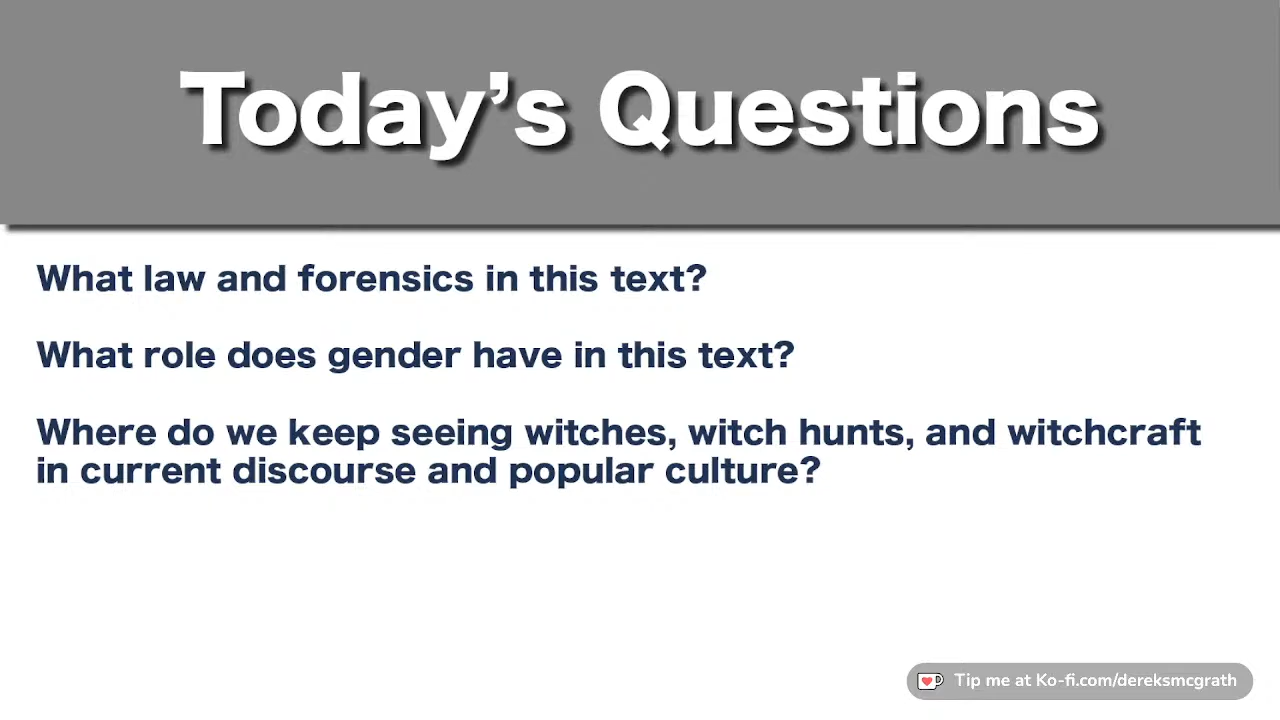 Today’s Questions
What law and forensics in this text?
What role does gender have in this text?
Where do we keep seeing witches, witch hunts, and witchcraft
in current discourse and popular culture?
Tip me at Ko-fi.com/dereksmcgrath